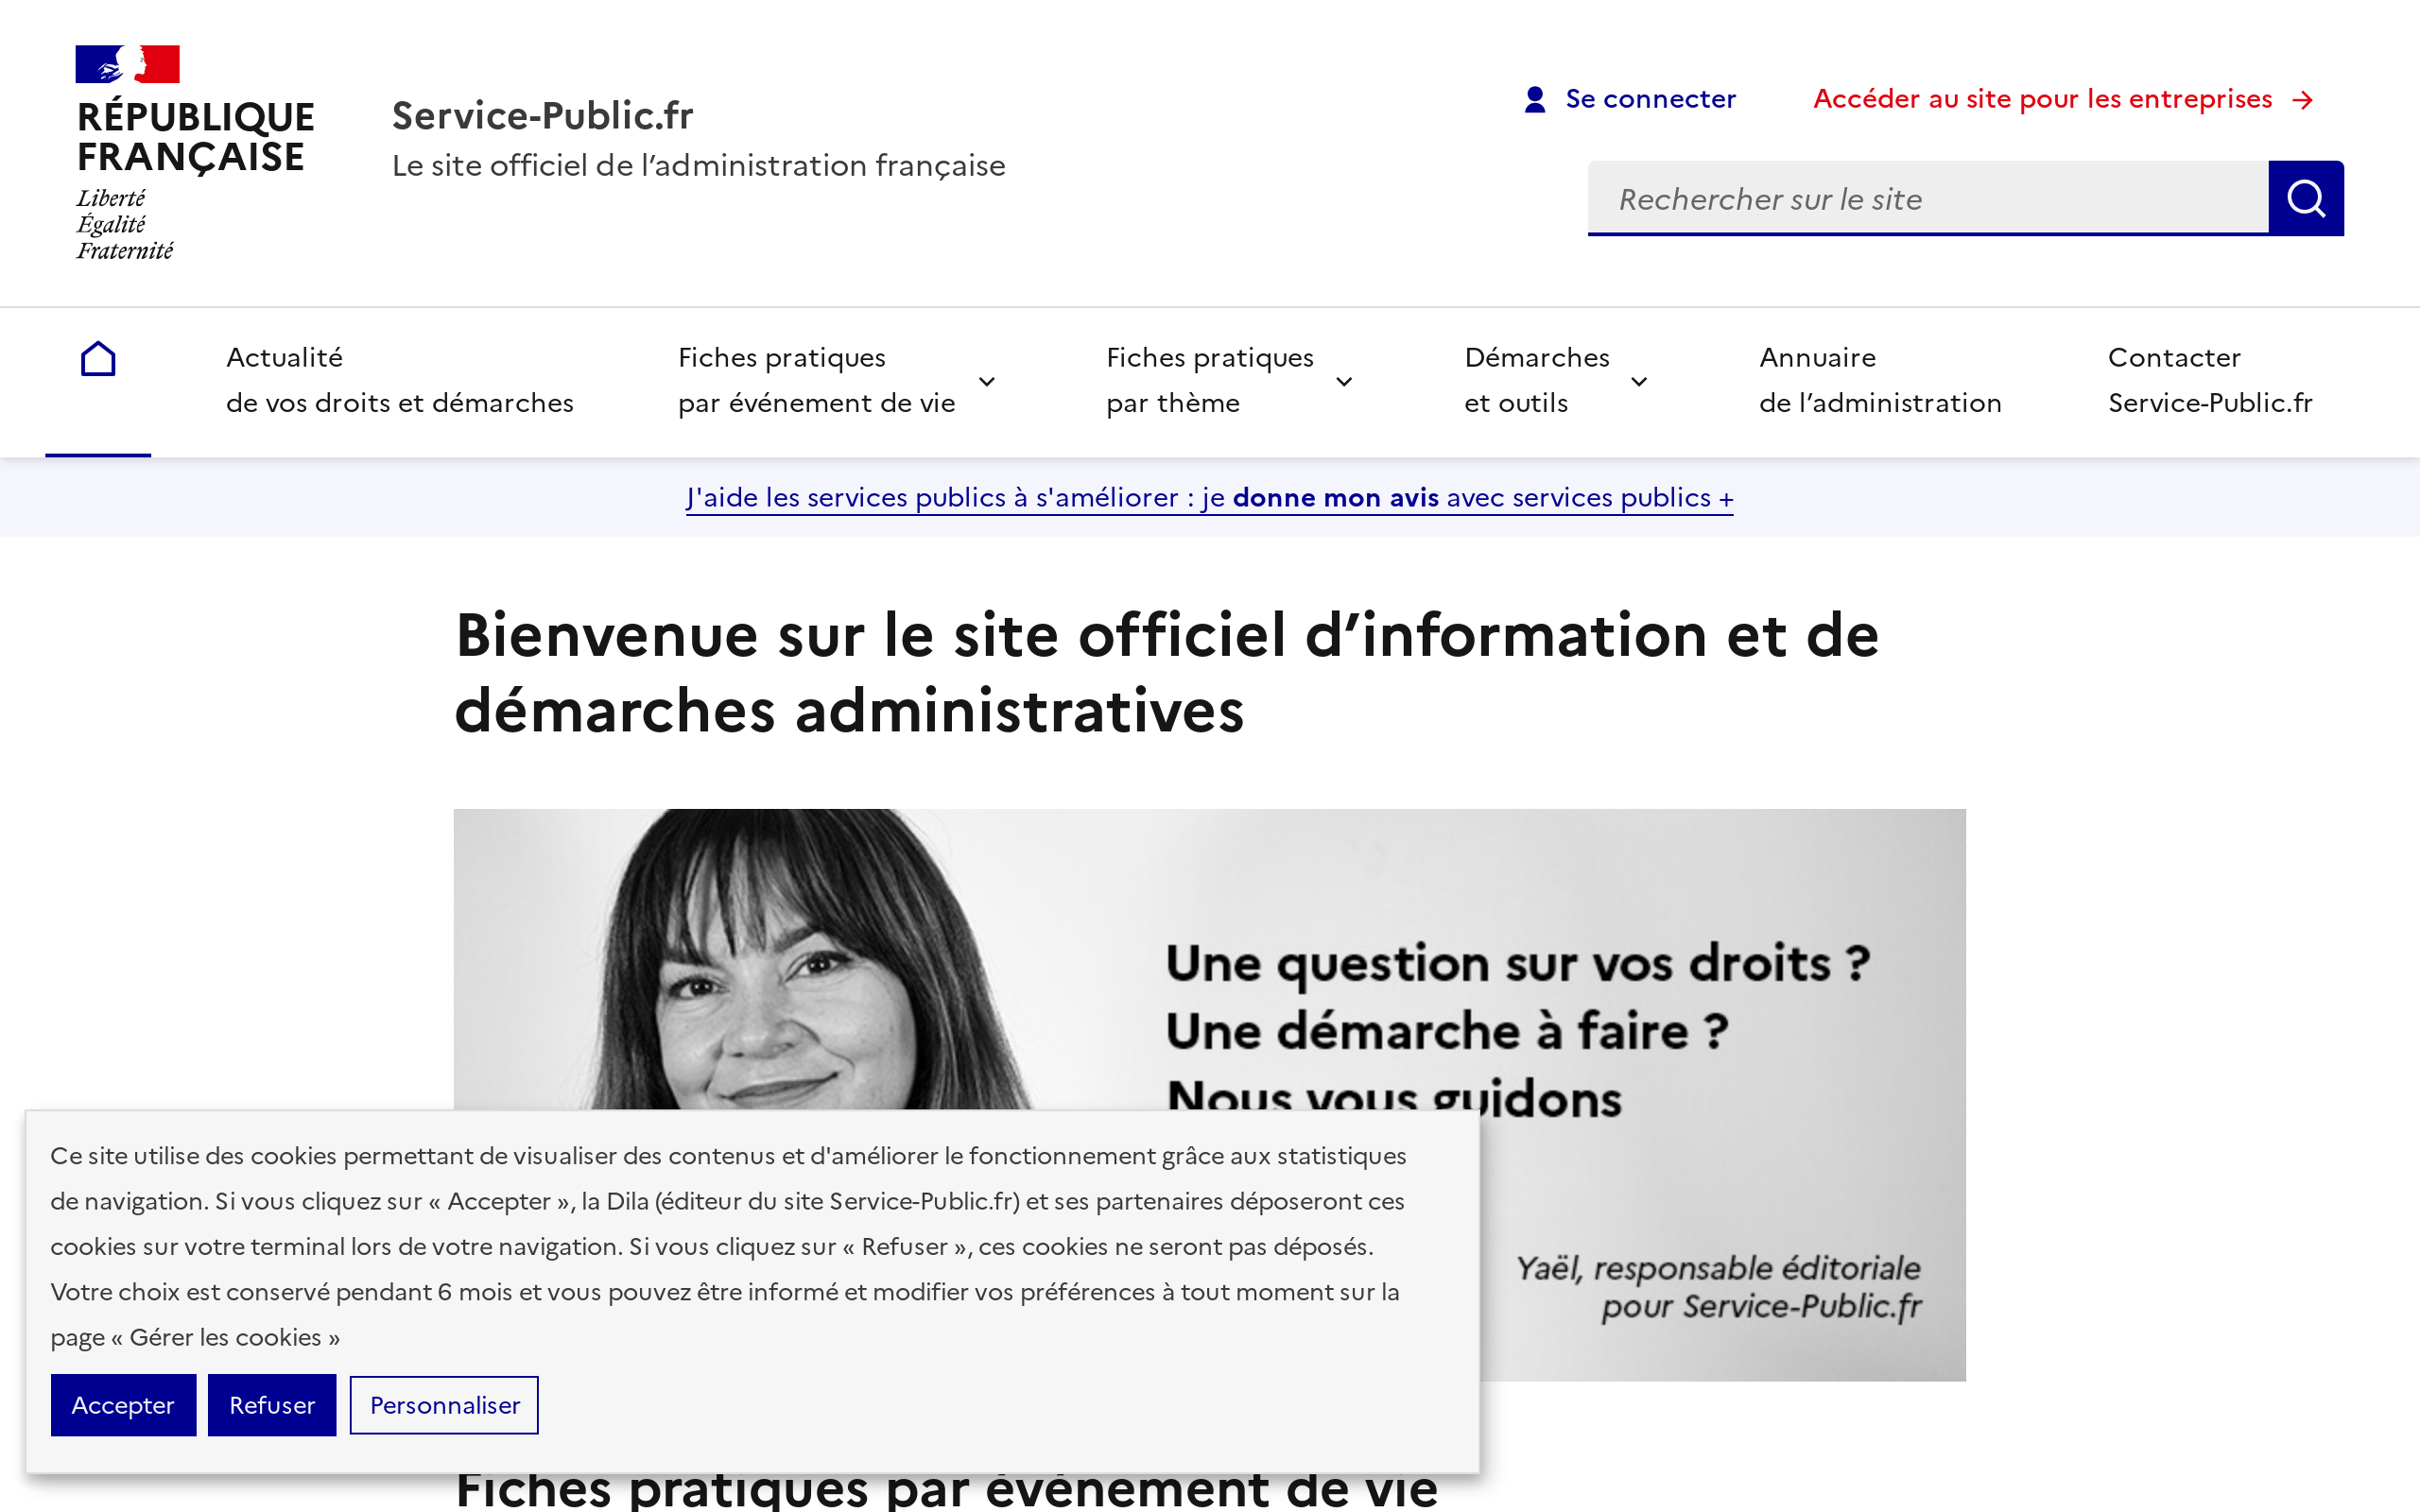 RÉPUBLIQUE
FRANÇAISE
Liberté
Égalité
Fraternité
Service-Public.fr
Le site officiel de l’administration française
Se connecter
Accéder au site pour les entreprises
Rechercher sur le site
Actualité
de vos droits et démarches
Fiches pratiques
par événement de vie
Fiches pratiques
par thème
Démarches
et outils
Annuaire
de l’administration
Contacter
Service-Public.fr
J'aide les services publics à s'améliorer : je donne mon avis avec services publics +
Bienvenue sur le site officiel d’information et de
démarches administratives
Une question sur vos droits ?
Une démarche à faire ?
Nous vous guidons
Yaël, responsable éditoriale
pour Service-Public.fr
Ce site utilise des cookies permettant de visualiser des contenus et d'améliorer le fonctionnement grâce aux statistiques
de navigation. Si vous cliquez sur « Accepter », la Dila (éditeur du site Service-Public.fr) et ses partenaires déposeront ces
cookies sur votre terminal lors de votre navigation. Si vous cliquez sur « Refuser », ces cookies ne seront pas déposés.
Votre choix est conservé pendant 6 mois et vous pouvez être informé et modifier vos préférences à tout moment sur la
page « Gérer les cookies »
Accepter
Refuser
Personnaliser
Fiches pratiques par événement de vie